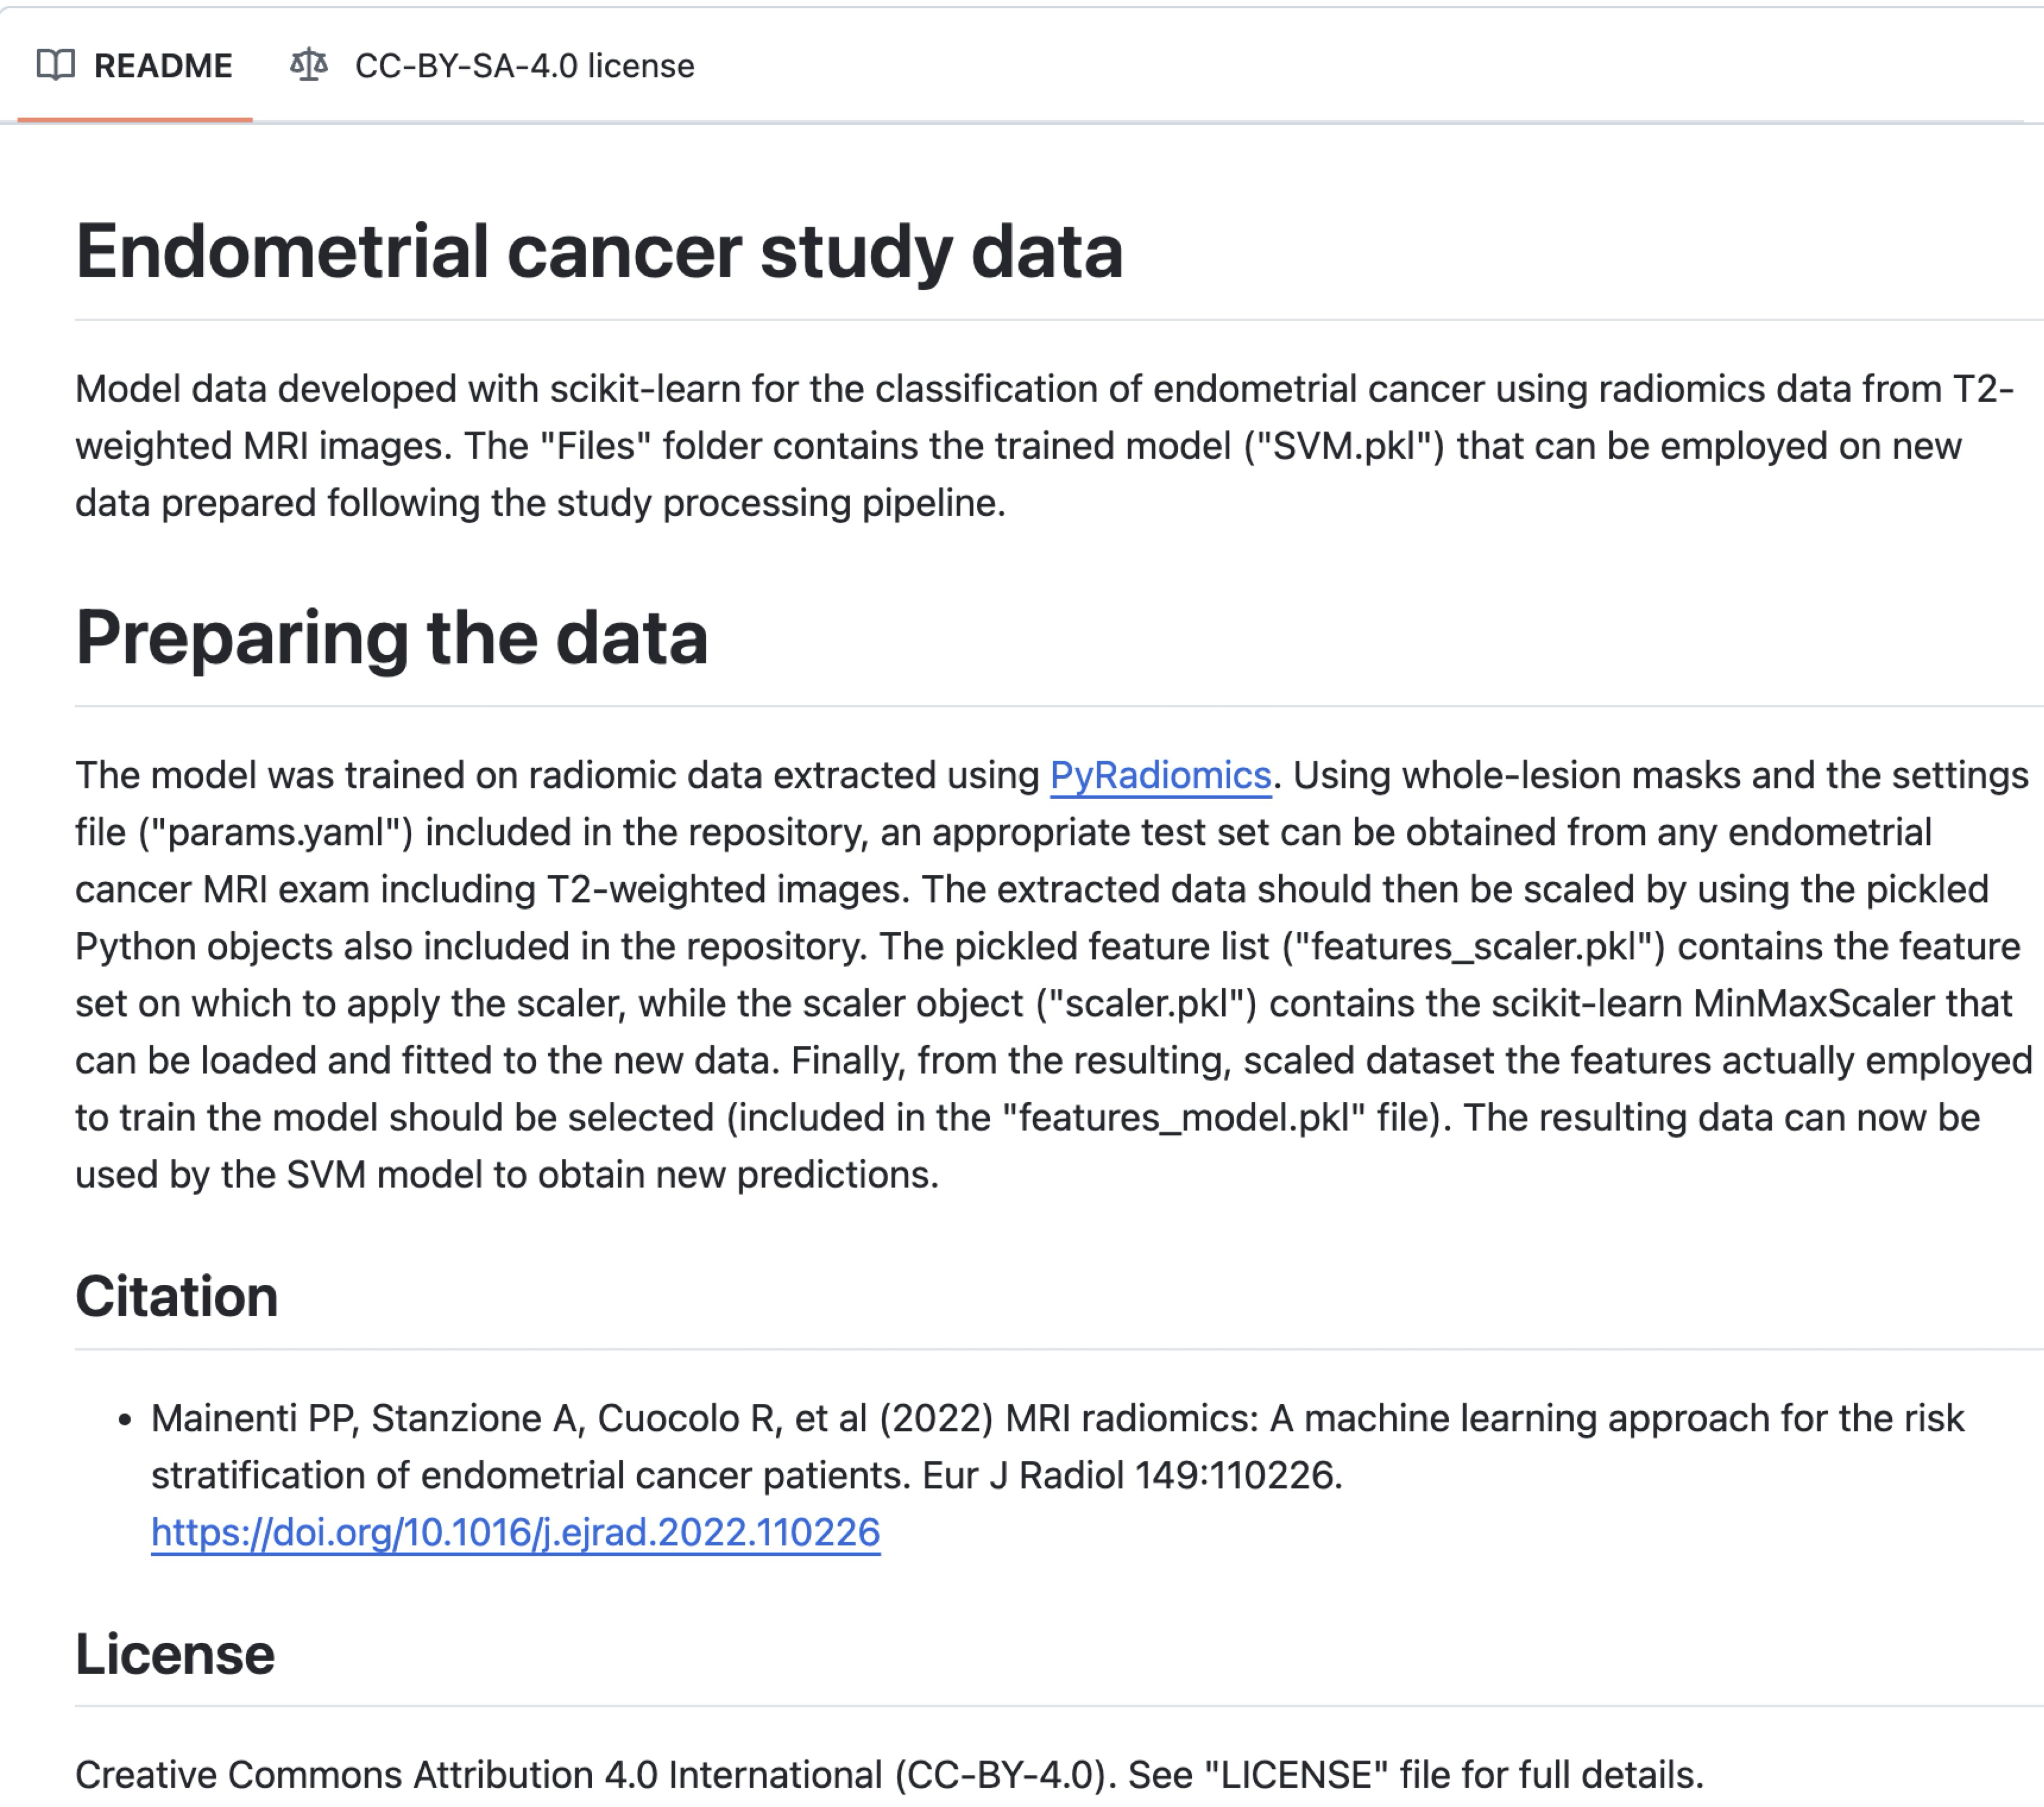 README
CC-BY-SA-4.0 license
Endometrial cancer study data
Model data developed with scikit-learn for the classification of endometrial cancer using radiomics data from T2-
weighted MRI images. The "Files" folder contains the trained model ("SVM.pkl") that can be employed on new
data prepared following the study processing pipeline.
Preparing the data
The model was trained on radiomic data extracted using PyRadiomics. Using whole-lesion masks and the settings
file ("params.yaml") included in the repository, an appropriate test set can be obtained from any endometrial
cancer MRI exam including T2-weighted images. The extracted data should then be scaled by using the pickled
Python objects also included in the repository. The pickled feature list ("features_scaler.pkl") contains the feature
set on which to apply the scaler, while the scaler object ("scaler.pkl") contains the scikit-learn MinMaxScaler that
can be loaded and fitted to the new data. Finally, from the resulting, scaled dataset the features actually employed
to train the model should be selected (included in the "features_model.pkl" file). The resulting data can now be
used by the SVM model to obtain new predictions.
Citation
• Mainenti PP, Stanzione A, Cuocolo R, et al (2022) MRI radiomics: A machine learning approach for the risk
stratification of endometrial cancer patients. Eur J Radiol 149:110226.
https://doi.org/10.1016/j.ejrad.2022.110226
License
Creative Commons Attribution 4.0 International (CC-BY-4.0). See "LICENSE" file for full details.